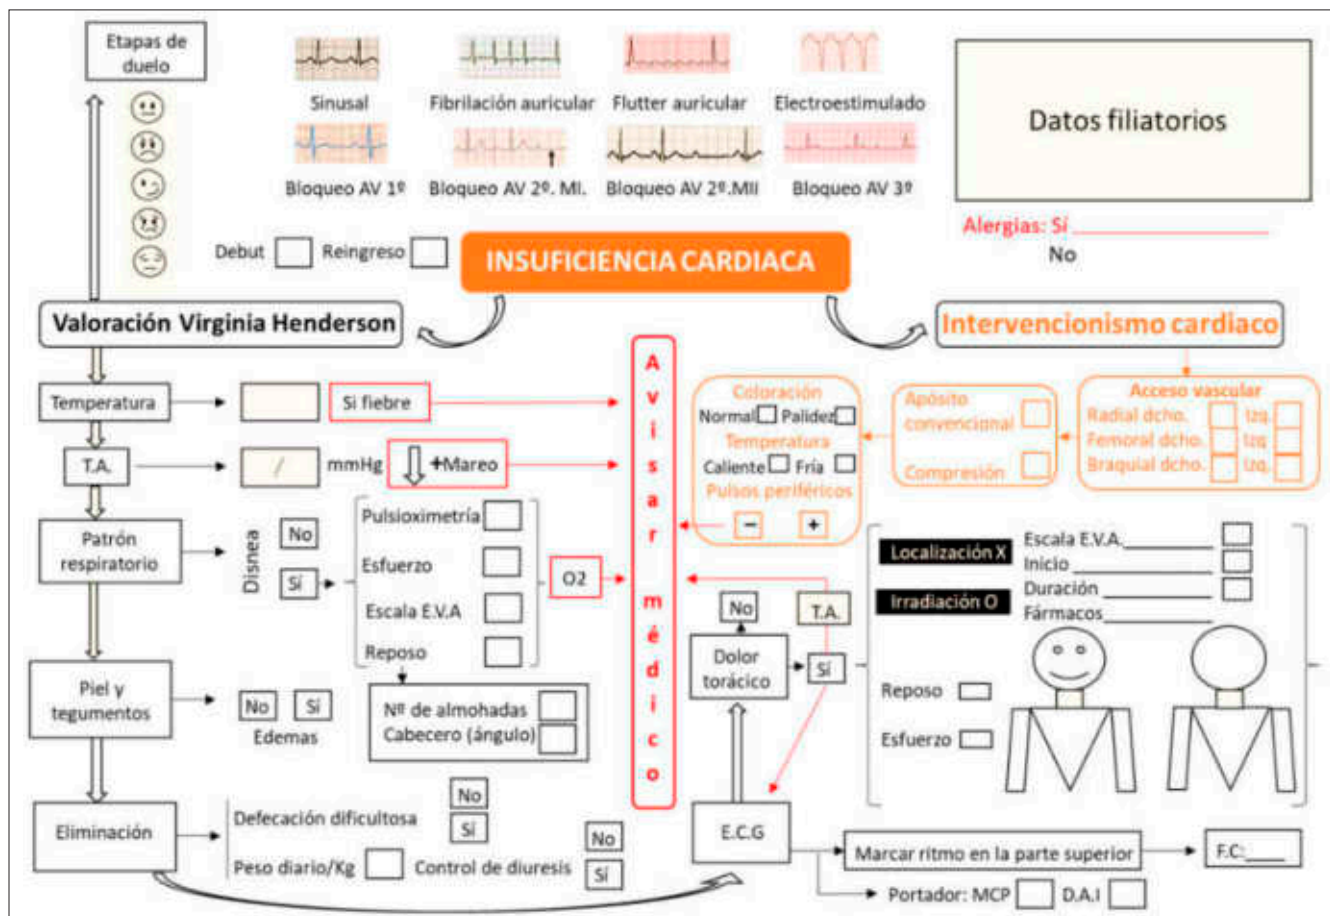 Etapas de
duelo
Sinusal
Fibrilación auricular
Flutter auricular
Electroestimulado
Bloqueo AV 1º
Bloqueo AV 2º. MI.
Bloqueo AV 2º.MII
Bloqueo AV 3º
Datos filiatorios
Alergias: Sí
No
Debut
Reingreso
INSUFICIENCIA CARDIACA
Valoración Virginia Henderson
Intervencionismo cardiaco
Temperatura
Si fiebre
T.A.
/ mmHg
+Mareo
Patrón
respiratorio
Disnea
No
Sí
Pulsioximetría
Esfuerzo
Escala E.V.A
Reposo
O2
Nº de almohadas
Cabecero (ángulo)
Piel y
tegumentos
No Sí
Edemas
Eliminación
Defecación dificultosa
No
Sí
Peso diario/Kg
Control de diuresis
No
Sí
Avisar médico
Acceso vascular
Radial dcho. Izq.
Femoral dcho. Izq
Braquial dcho. Izq.
Apósito
convencional
Compresión
Coloración
Normal Palidez
Temperatura
Caliente Fría
Pulsos periféricos
− +
No
T.A.
Dolor
torácico
Sí
Localización X
Irradiación O
Escala E.V.A.
Inicio
Duración
Fármacos
Reposo
Esfuerzo
E.C.G
Marcar ritmo en la parte superior
F.C:
Portador: MCP
D.A.I